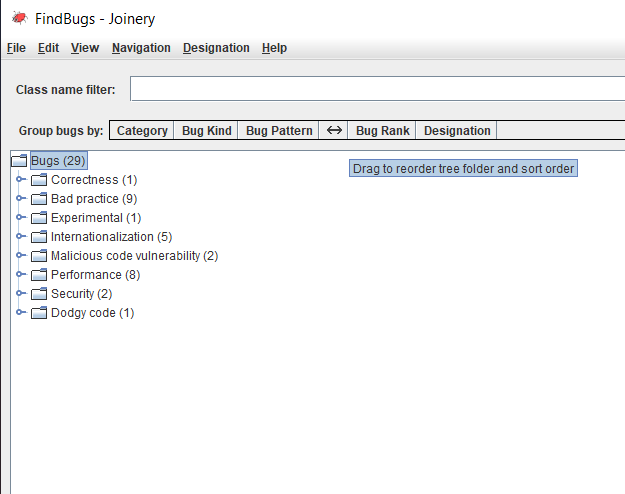 FindBugs - Joinery
File Edit View Navigation Designation Help
Class name filter:
Group bugs by: Category Bug Kind Bug Pattern ↔ Bug Rank Designation
Bugs (29)
Drag to reorder tree folder and sort order
Correctness (1)
Bad practice (9)
Experimental (1)
Internationalization (5)
Malicious code vulnerability (2)
Performance (8)
Security (2)
Dodgy code (1)